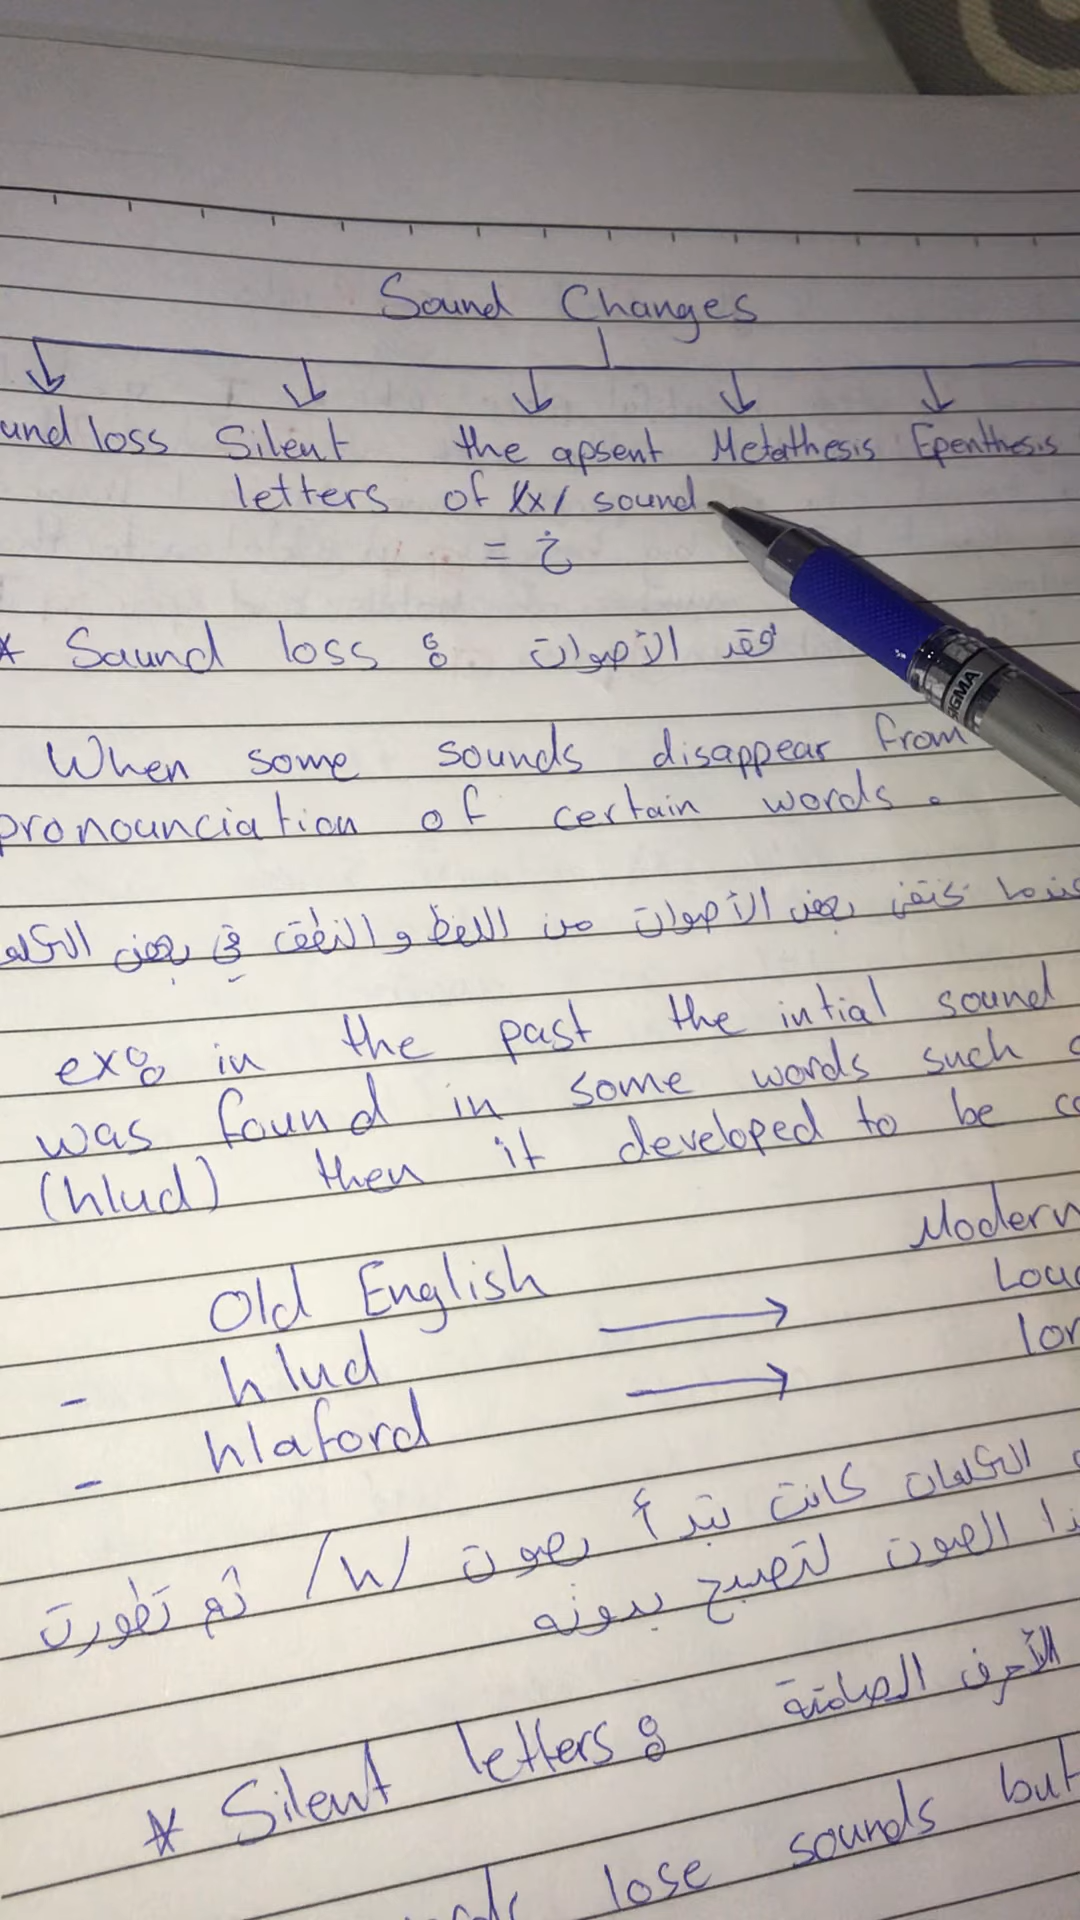 Sound Changes
und loss Silent the apsent Metathesis Epenthesis
letters of /x/ sound
= خ
* Saund loss : فقد الأصوات
When some sounds disappear from
pronounciation of certain words.
عندما تختفي بعض الأصوات من اللفظ والنطق في بعض الكلم
ex: in the past the intial sound
was found in some words such
(hlud) then it developed to be
Old English Modern
- hlud → Loud
- hlaford → lor
الكلمات كانت تبدأ بصوت /h/ ثم تطورت
الصوت لتصبح بدونه
* Silent letters : الأحرف الصامتة
lose sounds but
SIGMA